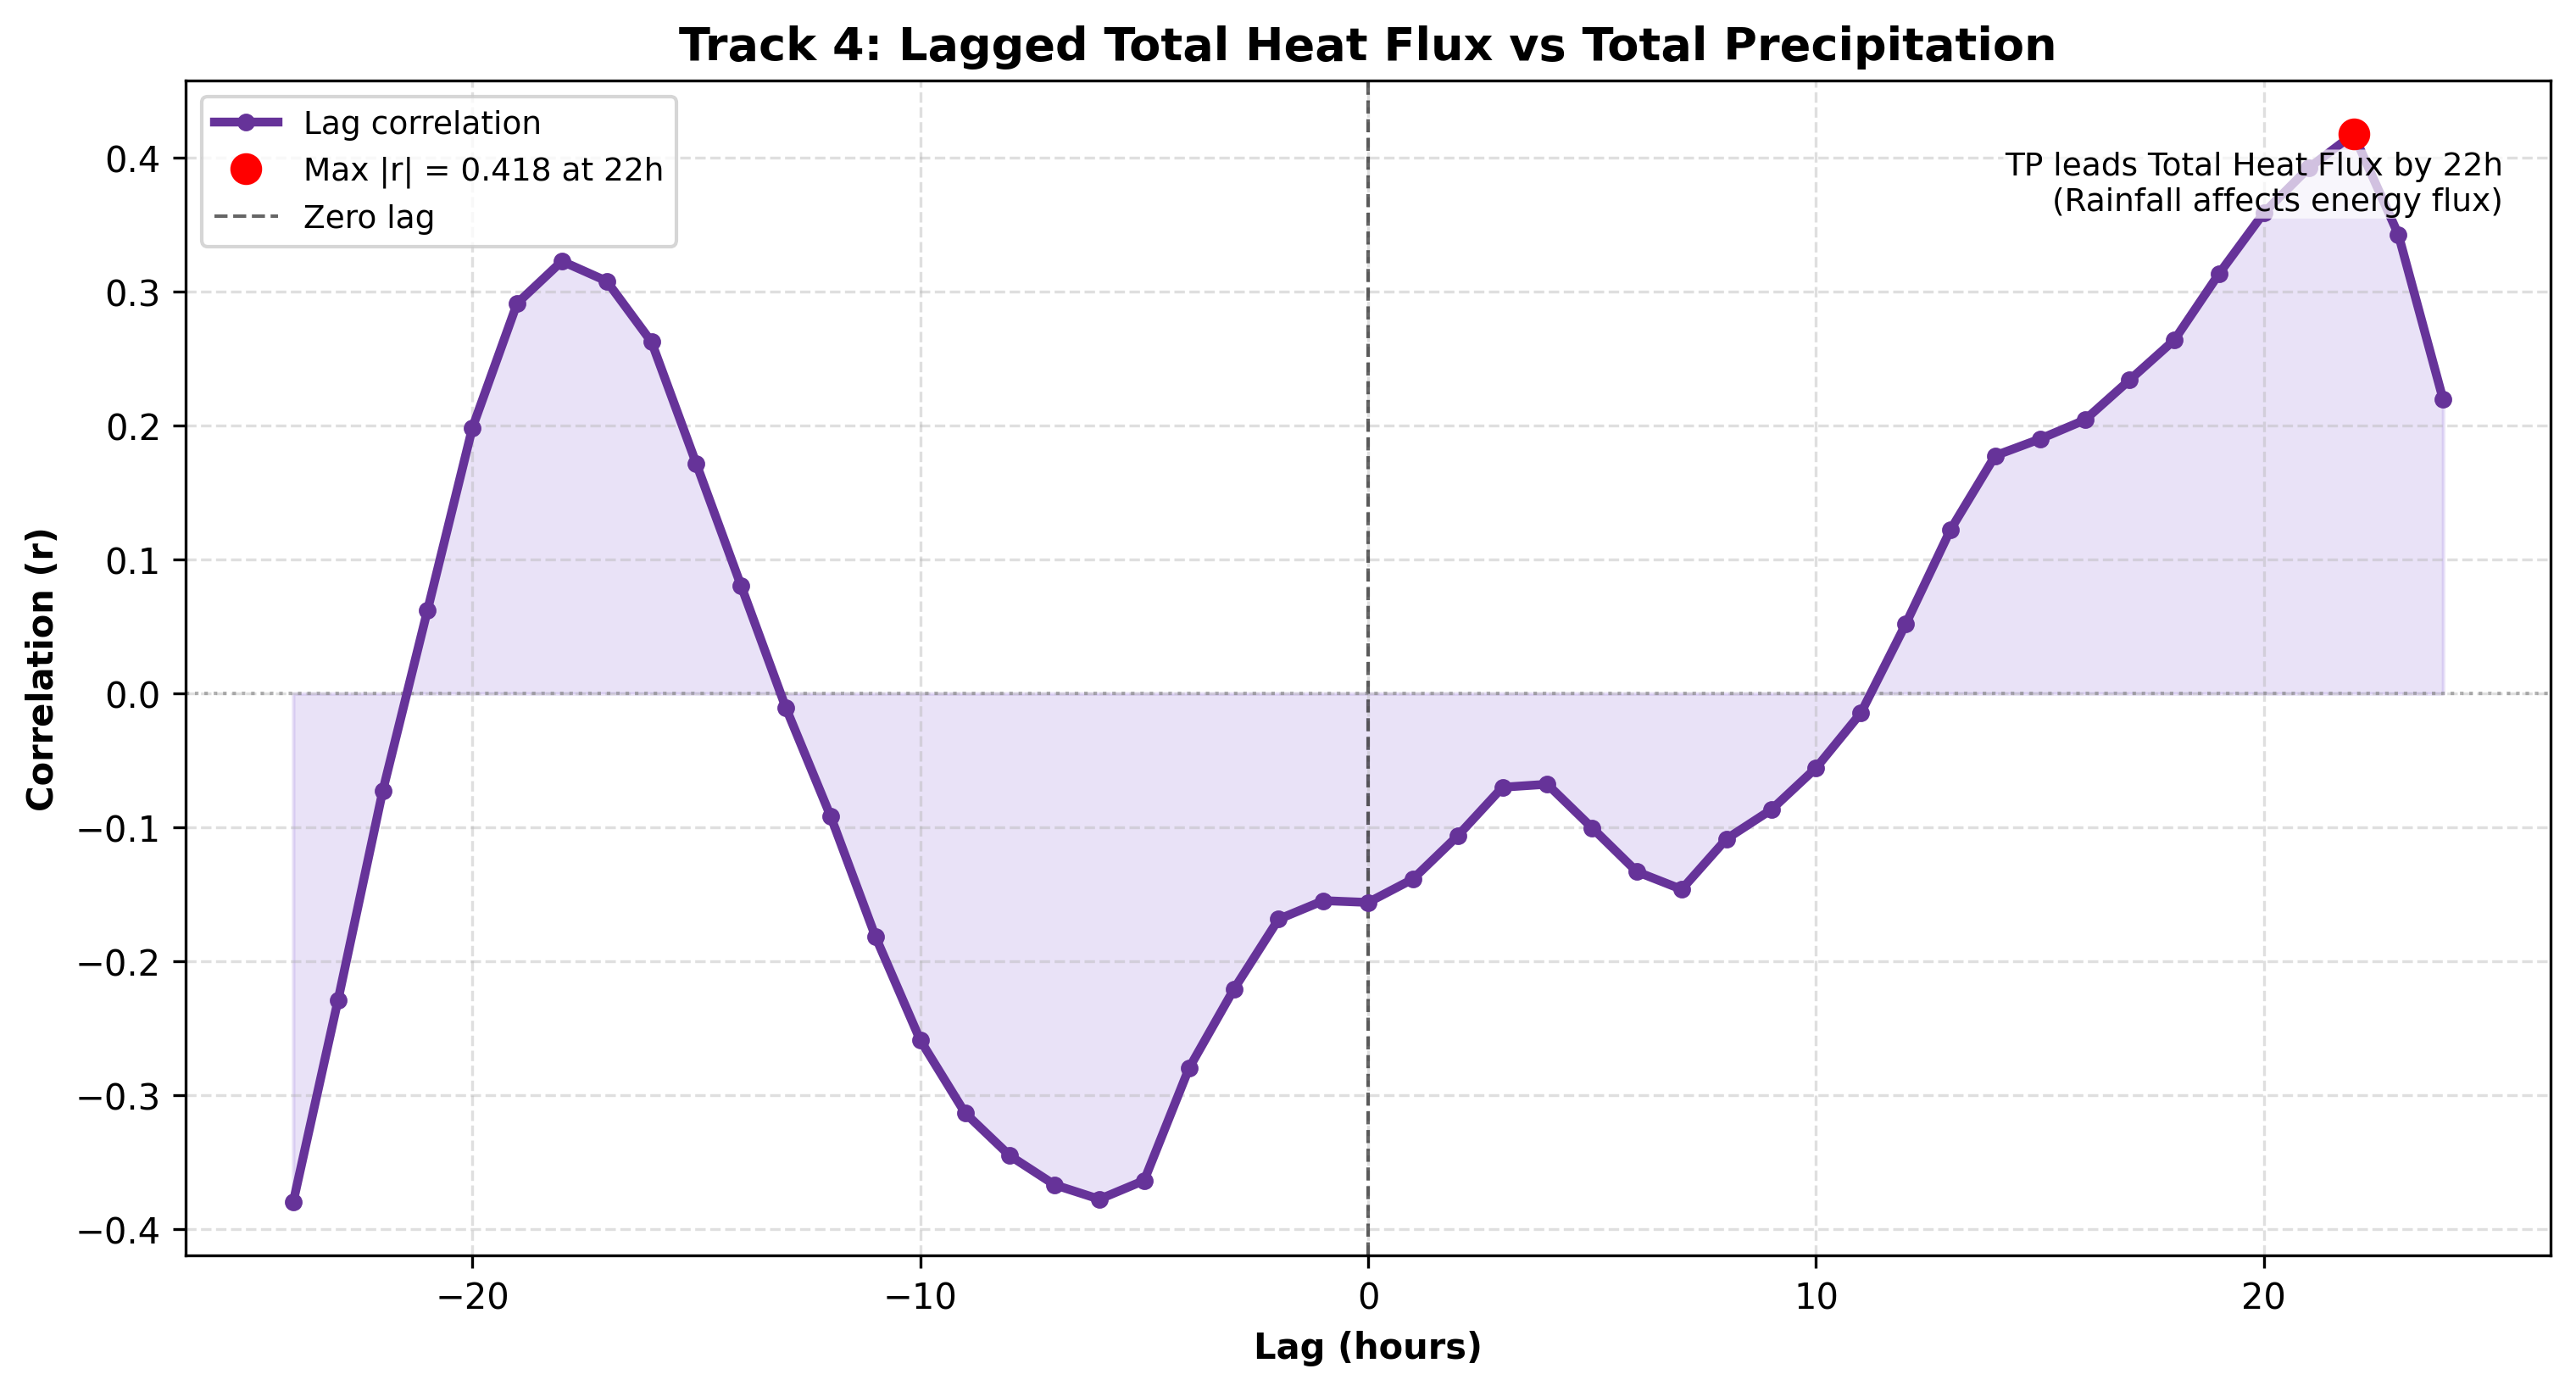 Track 4: Lagged Total Heat Flux vs Total Precipitation
Lag correlation
Max |r| = 0.418 at 22h
Zero lag
TP leads Total Heat Flux by 22h
(Rainfall affects energy flux)
Correlation (r)
0.4
0.3
0.2
0.1
0.0
−0.1
−0.2
−0.3
−0.4
−20
−10
0
10
20
Lag (hours)